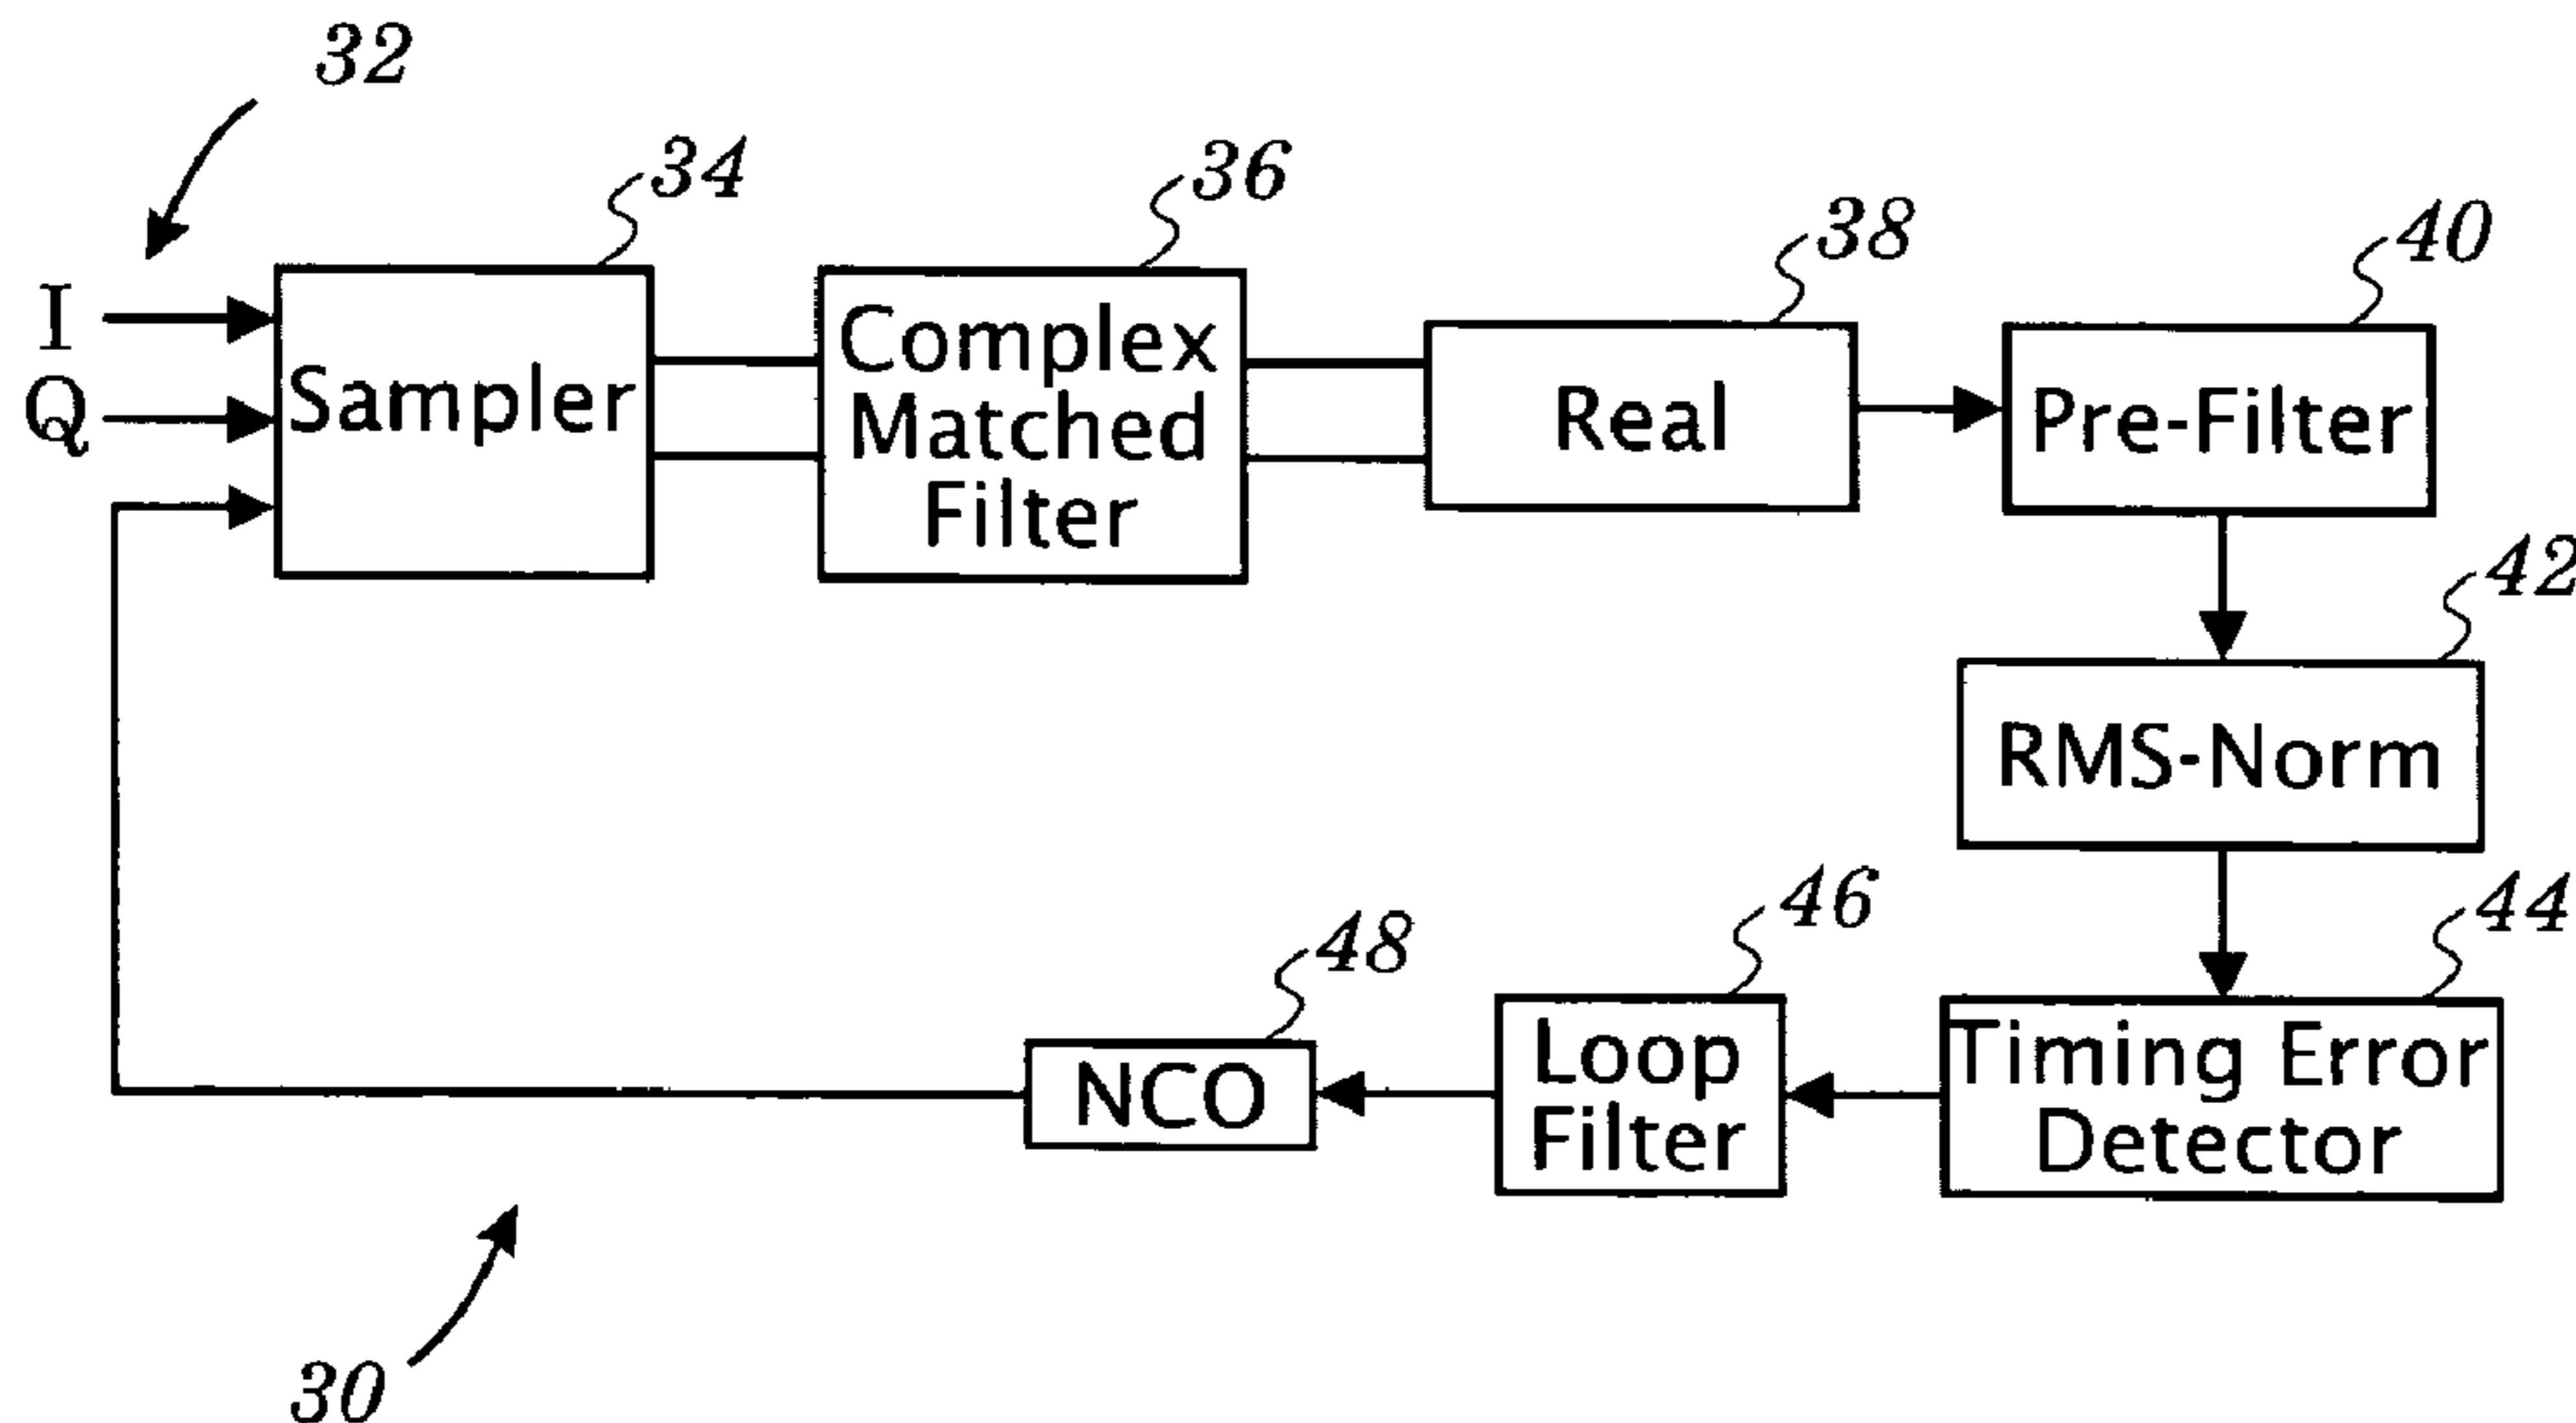 32
34
36
38
40
I
Q
Sampler
Complex
Matched
Filter
Real
Pre-Filter
42
RMS-Norm
44
46
48
Timing Error
Detector
Loop
Filter
NCO
30